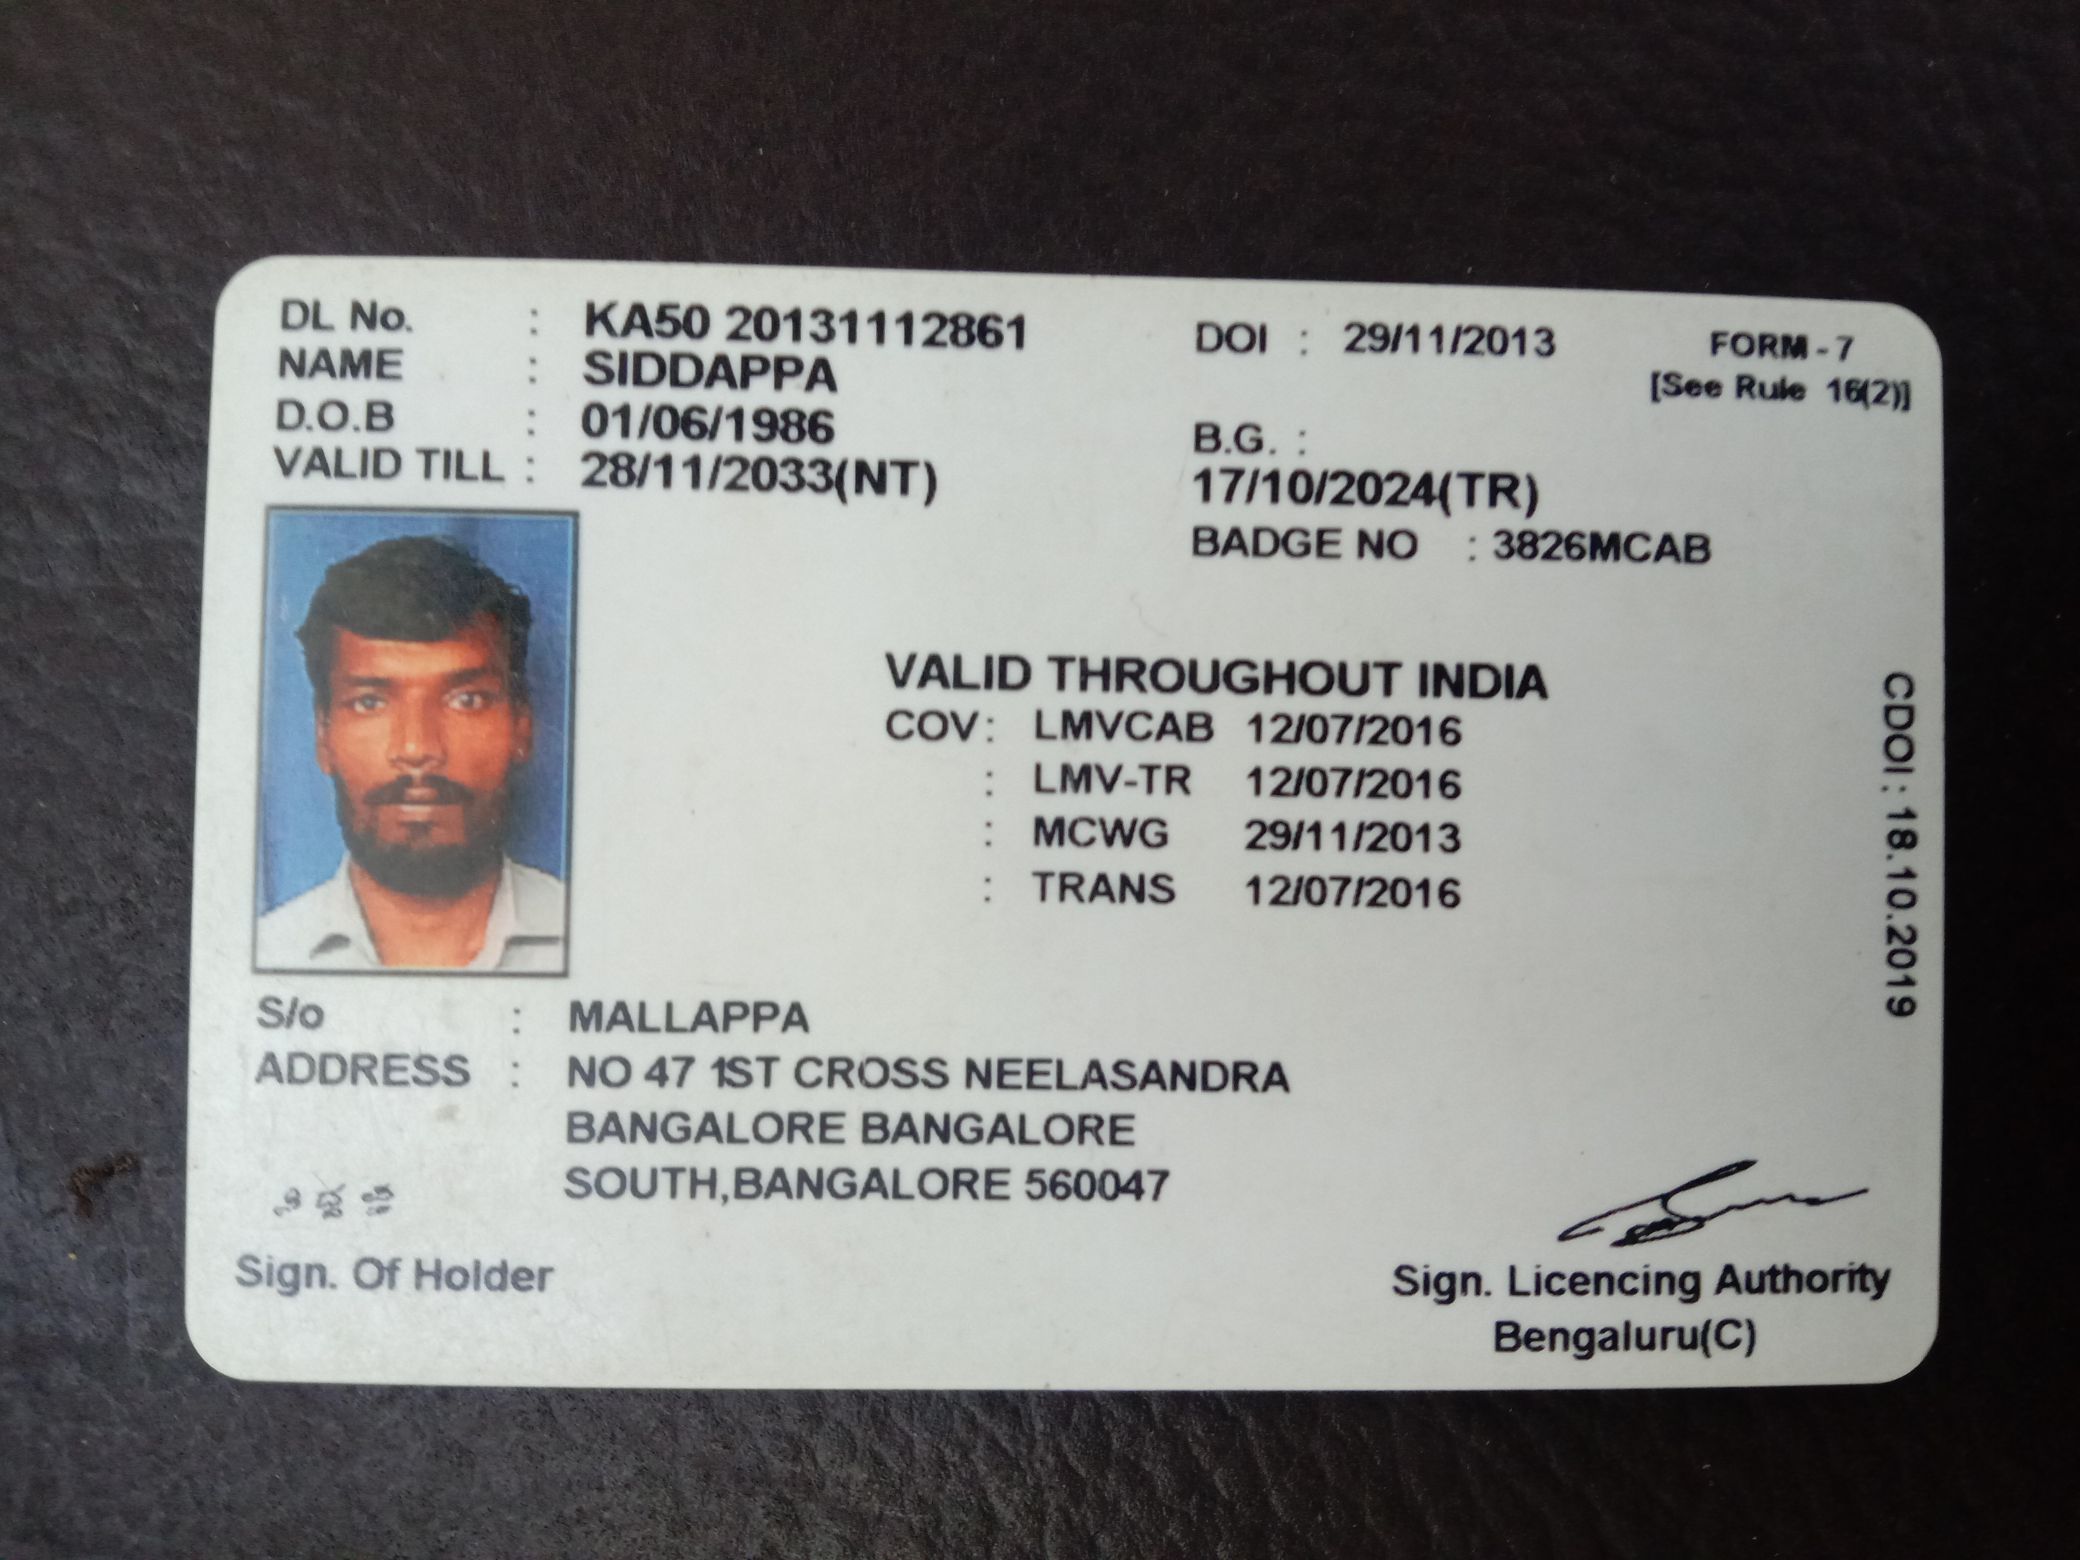 DL No. : KA50 20131112861 DOI : 29/11/2013 FORM - 7
NAME : SIDDAPPA [See Rule 16(2)]
D.O.B : 01/06/1986 B.G. :
VALID TILL : 28/11/2033(NT) 17/10/2024(TR)
BADGE NO : 3826MCAB
VALID THROUGHOUT INDIA
COV : LMVCAB 12/07/2016
: LMV-TR 12/07/2016
: MCWG 29/11/2013
: TRANS 12/07/2016
CDOI : 18.10.2019
S/o : MALLAPPA
ADDRESS : NO 47 1ST CROSS NEELASANDRA
BANGALORE BANGALORE
SOUTH,BANGALORE 560047
Sign. Of Holder
Sign. Licencing Authority
Bengaluru(C)